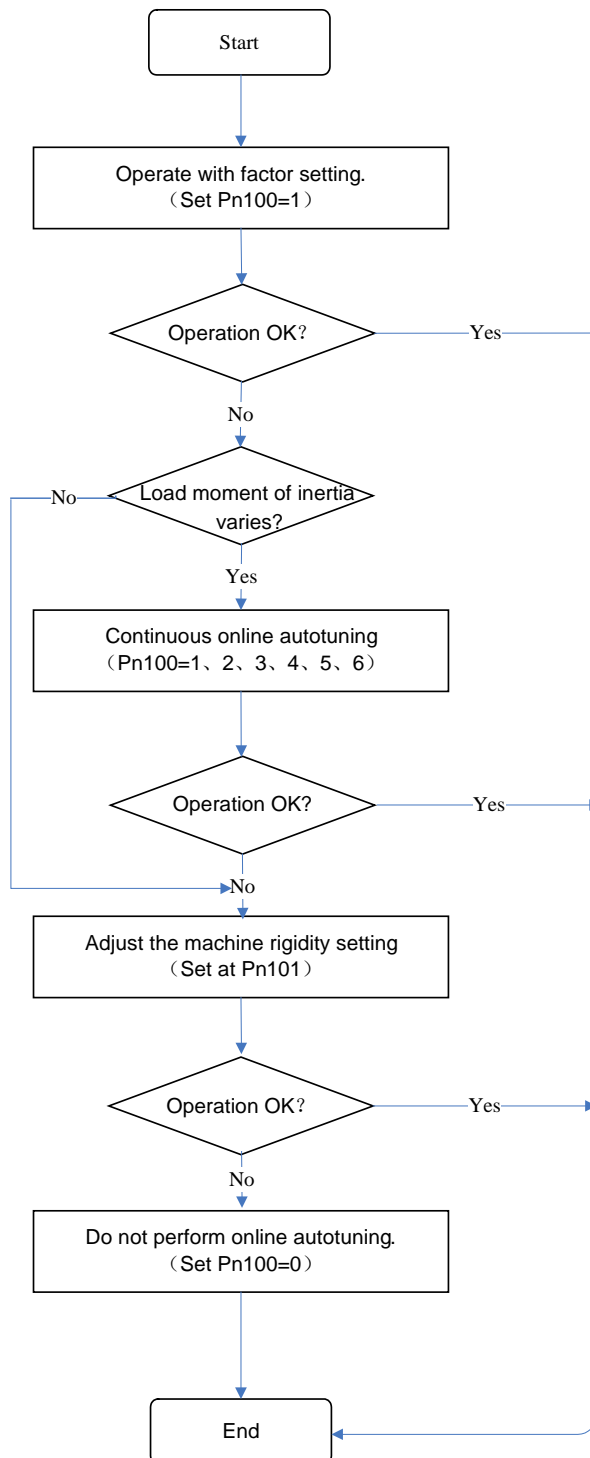 Start
Operate with factor setting.
（Set Pn100=1）
Operation OK？
Yes
No
Load moment of inertia
varies?
No
Yes
Continuous online autotuning
（Pn100=1、2、3、4、5、6）
Operation OK?
Yes
No
Adjust the machine rigidity setting
（Set at Pn101）
Operation OK？
Yes
No
Do not perform online autotuning.
（Set Pn100=0）
End